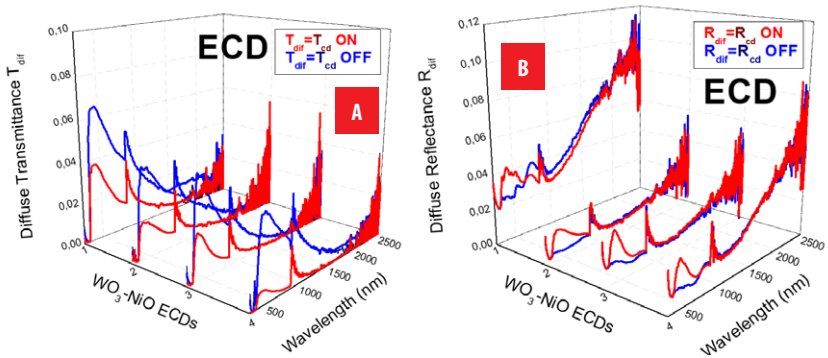 0.10
0.08
0.06
0.04
0.02
0.00
Diffuse Transmittance T_dif
ECD
T_dif=T_cd ON
T_dif=T_cd OFF
A
1
2
3
4
WO_3-NiO ECDs
500
1000
1500
2000
2500
Wavelength (nm)
0.12
0.10
0.08
0.06
0.04
0.02
0.00
Diffuse Reflectance R_dif
B
R_dif=R_cd ON
R_dif=R_cd OFF
ECD
1
2
3
4
WO_3-NiO ECDs
500
1000
1500
2000
2500
Wavelength (nm)